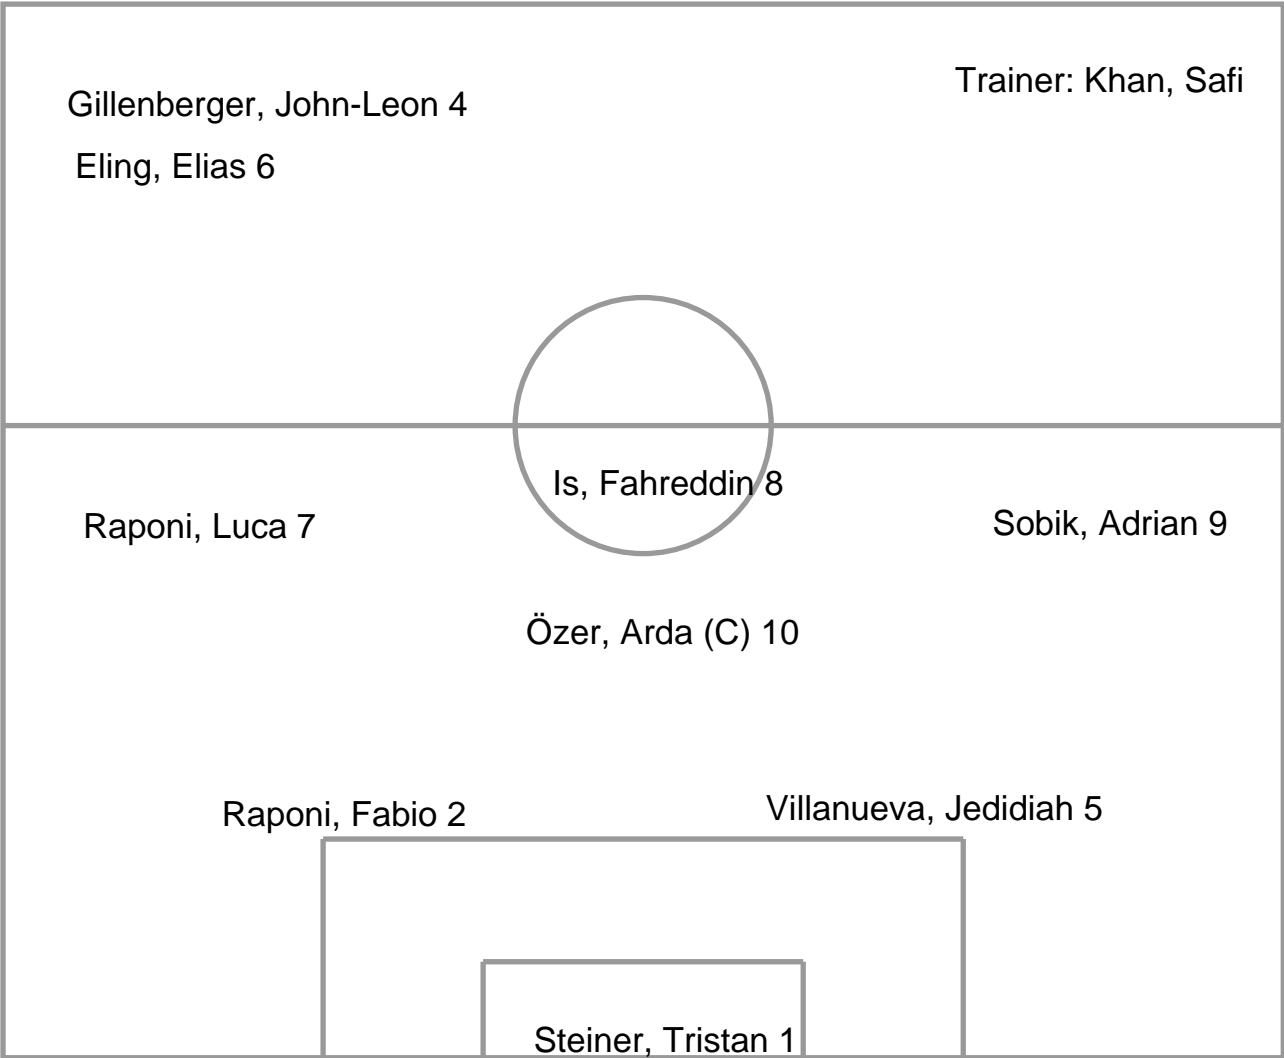 Trainer: Khan, Safi
Gillenberger, John-Leon 4
Eling, Elias 6
Is, Fahreddin 8
Raponi, Luca 7
Sobik, Adrian 9
Özer, Arda (C) 10
Raponi, Fabio 2
Villanueva, Jedidiah 5
Steiner, Tristan 1